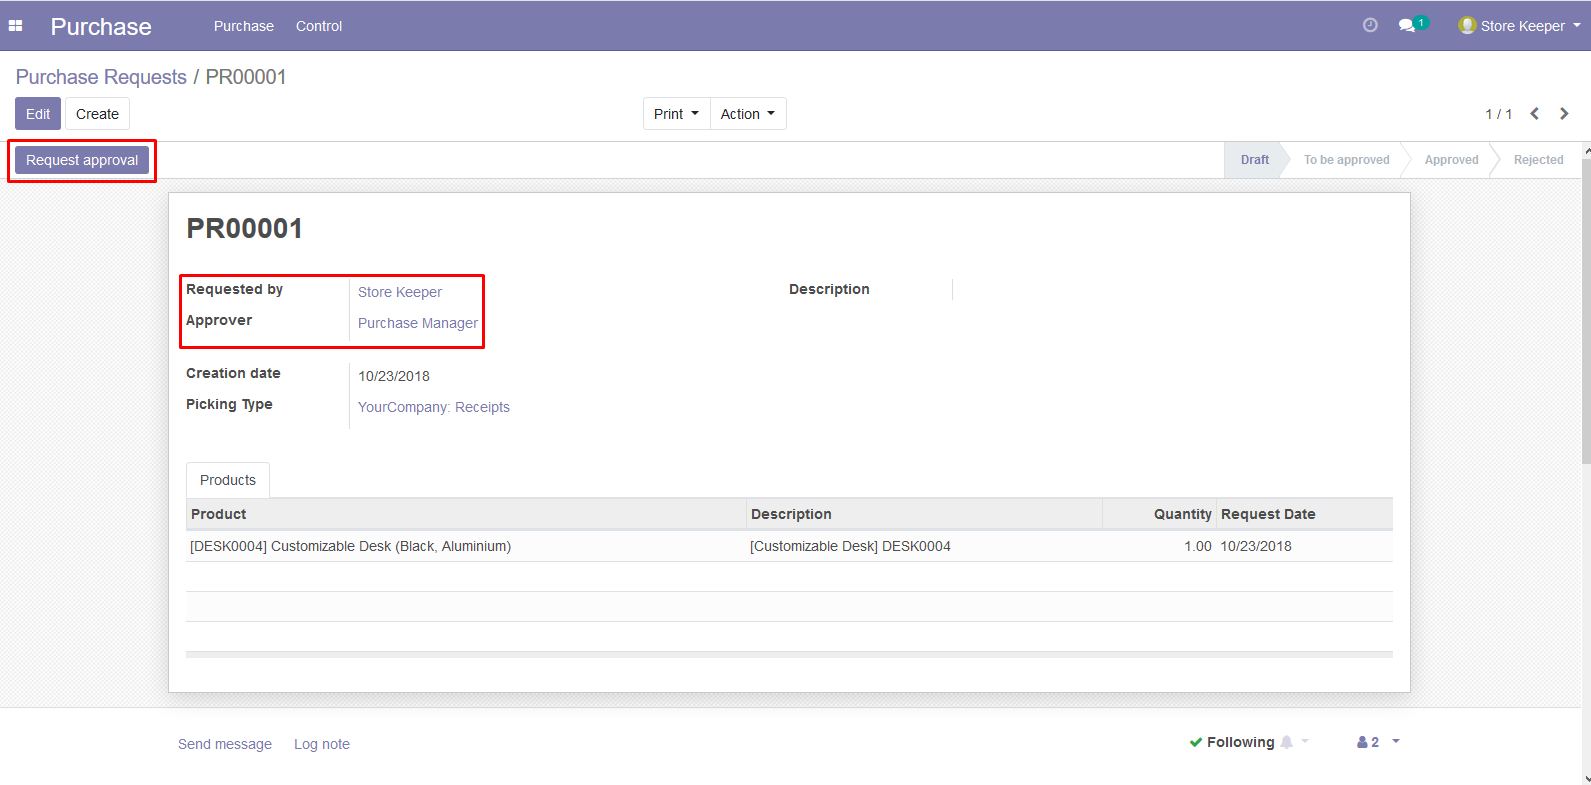 Purchase Purchase Control 1 Store Keeper
Purchase Requests / PR00001
Edit Create Print Action 1 / 1
Request approval Draft To be approved Approved Rejected
PR00001
Requested by Store Keeper Description
Approver Purchase Manager
Creation date 10/23/2018
Picking Type YourCompany: Receipts
Products
Product Description Quantity Request Date
[DESK0004] Customizable Desk (Black, Aluminium) [Customizable Desk] DESK0004 1.00 10/23/2018
Send message Log note Following 2